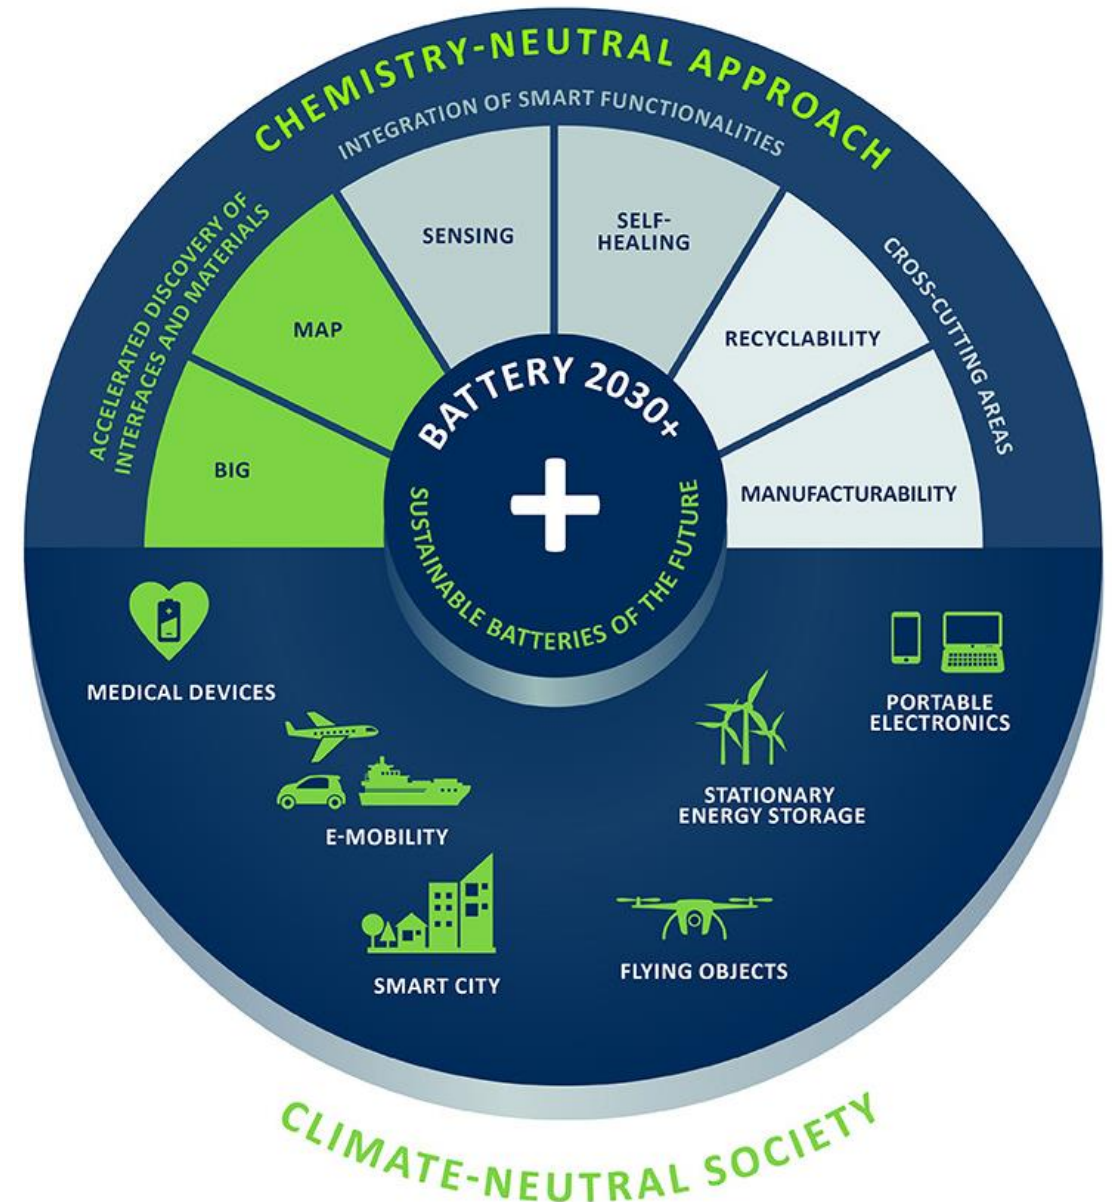 CHEMISTRY-NEUTRAL APPROACH
INTEGRATION OF SMART FUNCTIONALITIES
ACCELERATED DISCOVERY OF
INTERFACES AND MATERIALS
CROSS-CUTTING AREAS
BIG
MAP
SENSING
SELF-
HEALING
RECYCLABILITY
MANUFACTURABILITY
BATTERY 2030+
SUSTAINABLE BATTERIES OF THE FUTURE
MEDICAL DEVICES
E-MOBILITY
SMART CITY
FLYING OBJECTS
STATIONARY
ENERGY STORAGE
PORTABLE
ELECTRONICS
CLIMATE-NEUTRAL SOCIETY